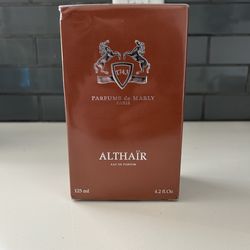 PARFUMS de MARLY
PARIS
ALTHAÏR
EAU DE PARFUM
125 ml
4.2 fl.Oz